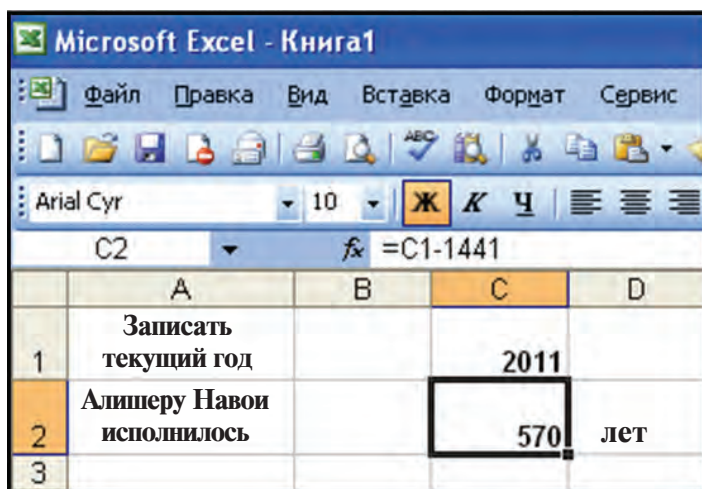 Microsoft Excel - Книга1
Файл Правка Вид Вставка Формат Сервис
ABC
Arial Cyr 10 Ж К Ч
C2 fx =C1-1441
A B C D
Записать
1 текущий год 2011
Алишеру Навои
2 исполнилось 570 лет
3